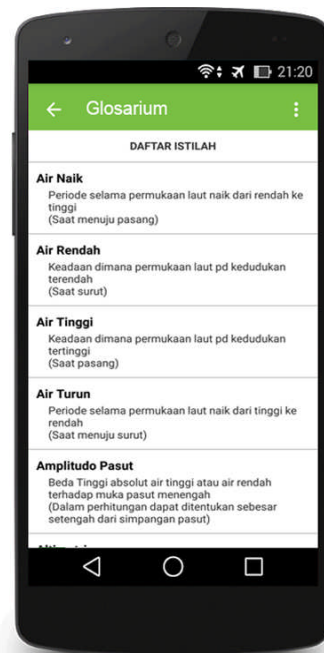 21:20
Glosarium
DAFTAR ISTILAH
Air Naik
Periode selama permukaan laut naik dari rendah ke
tinggi
(Saat menuju pasang)
Air Rendah
Keadaan dimana permukaan laut pd kedudukan
terendah
(Saat surut)
Air Tinggi
Keadaan dimana permukaan laut pd kedudukan
tertinggi
(Saat pasang)
Air Turun
Periode selama permukaan laut naik dari tinggi ke
rendah
(Saat menuju surut)
Amplitudo Pasut
Beda Tinggi absolut air tinggi atau air rendah
terhadap muka pasut menengah
(Dalam perhitungan dapat ditentukan sebesar
setengah dari simpangan pasut)